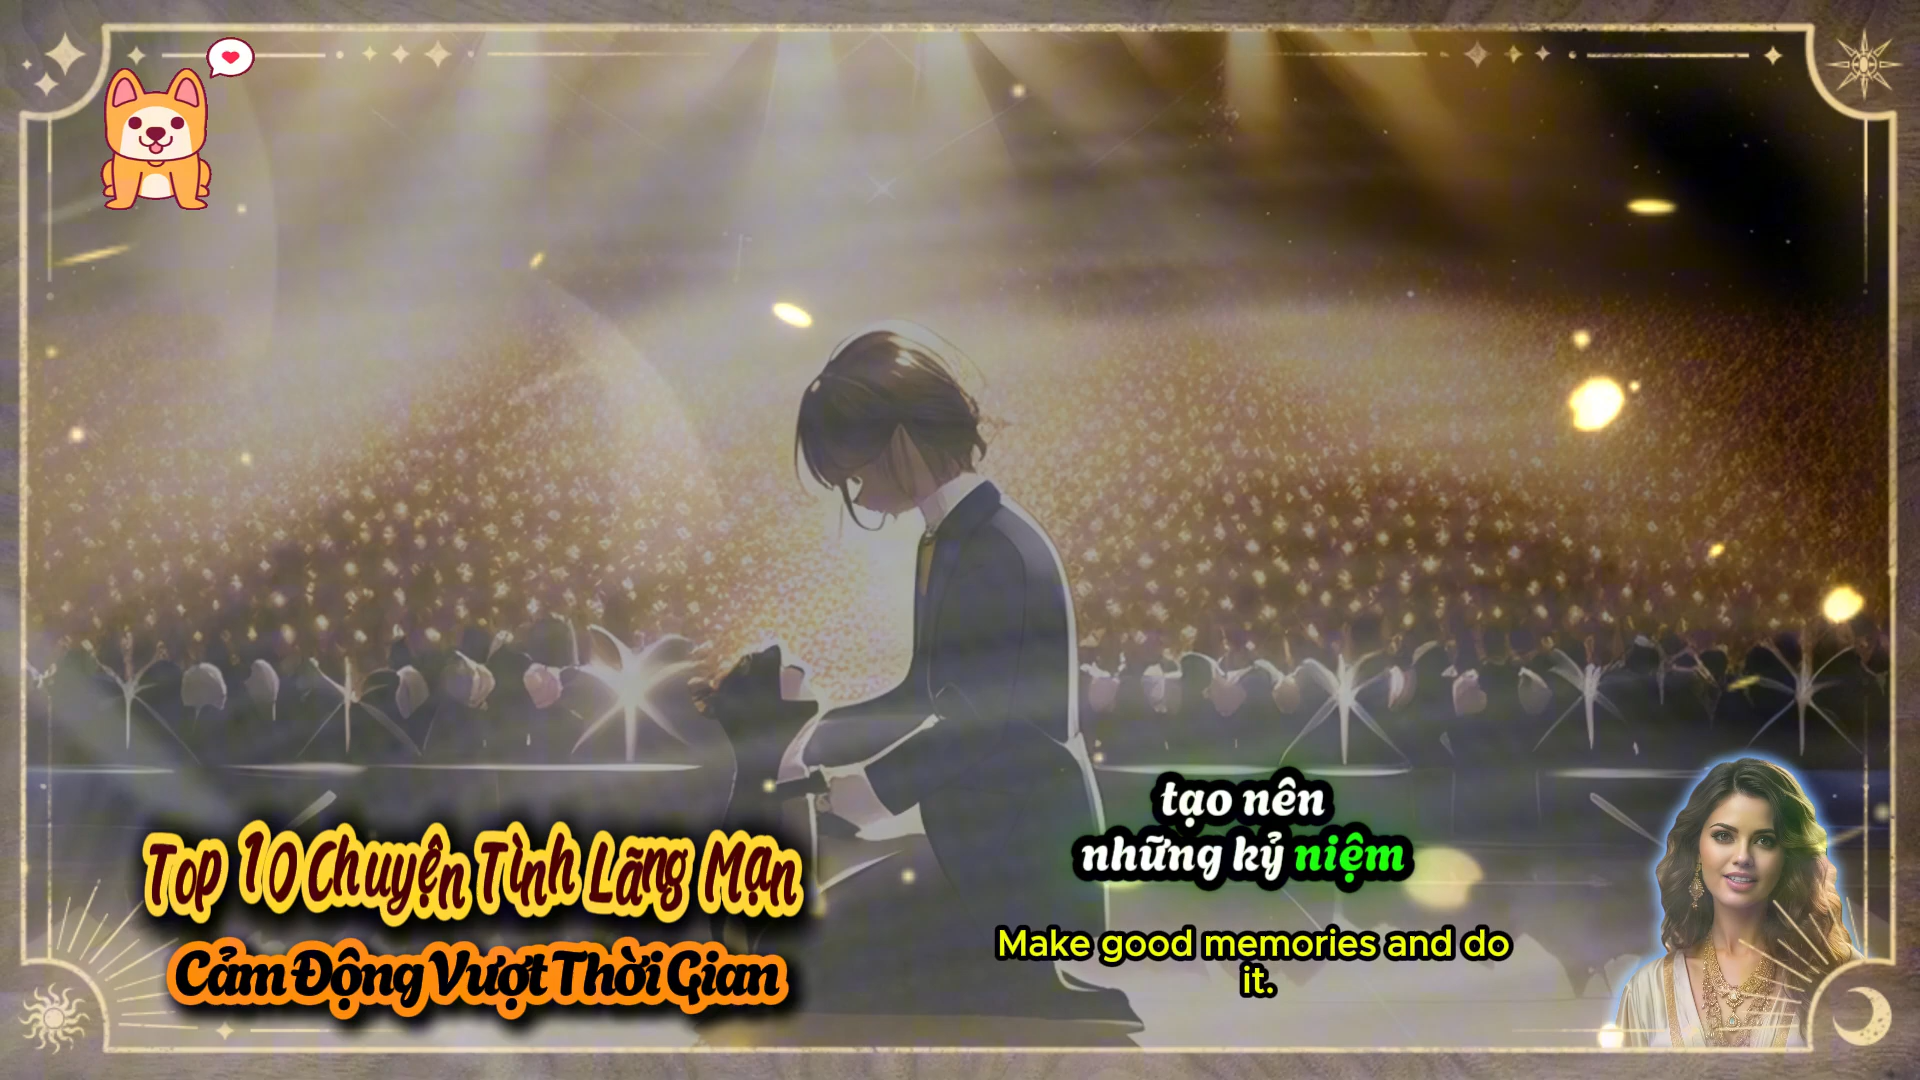 Top 10 Chuyện Tình Lãng Mạn
Cảm Động Vượt Thời Gian
tạo nên
những kỷ niệm
Make good memories and do
it.